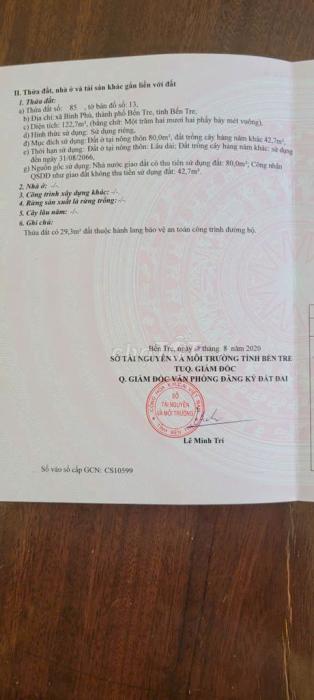 II. Thửa đất, nhà ở và tài sản khác gắn liền với đất
1. Thửa đất:
a) Thửa đất số: 85 , tờ bản đồ số: 13,
b) Địa chỉ: xã Bình Phú, thành phố Bến Tre, tỉnh Bến Tre,
c) Diện tích: 122,7m², (bằng chữ: Một trăm hai mươi hai phẩy bảy mét vuông),
d) Hình thức sử dụng: Sử dụng riêng,
đ) Mục đích sử dụng: Đất ở tại nông thôn 80,0m², đất trồng cây hàng năm khác 42,7m²,
e) Thời hạn sử dụng: Đất ở tại nông thôn: Lâu dài; Đất trồng cây hàng năm khác: sử dụng
đến ngày 31/08/2066,
g) Nguồn gốc sử dụng: Nhà nước giao đất có thu tiền sử dụng đất: 80,0m²; Công nhận
QSDĐ như giao đất không thu tiền sử dụng đất: 42,7m².
2. Nhà ở: -/-.
3. Công trình xây dựng khác: -/-.
4. Rừng sản xuất là rừng trồng: -/-.
5. Cây lâu năm: -/-.
6. Ghi chú:
Thửa đất có 29,3m² đất thuộc hành lang bảo vệ an toàn công trình đường bộ.
Bến Tre, ngày tháng 8 năm 2020
SỞ TÀI NGUYÊN VÀ MÔI TRƯỜNG TỈNH BẾN TRE
TUQ. GIÁM ĐỐC
Q. GIÁM ĐỐC VĂN PHÒNG ĐĂNG KÝ ĐẤT ĐAI
SỞ
TÀI NGUYÊN
VÀ MÔI TRƯỜNG
Lê Minh Trí
Số vào sổ cấp GCN: CS10599